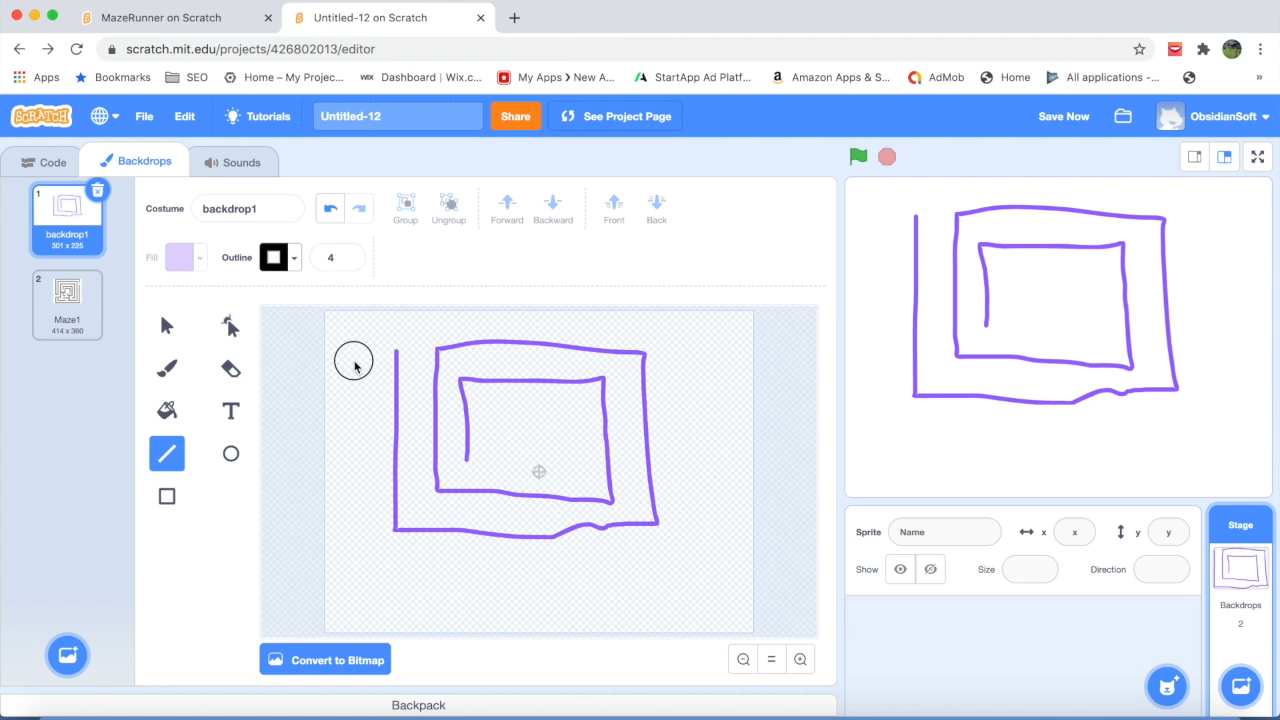 MazeRunner on Scratch
Untitled-12 on Scratch
scratch.mit.edu/projects/426802013/editor
Apps
Bookmarks
SEO
Home – My Projec...
WIX
Dashboard | Wix.c...
My Apps > New A...
StartApp Ad Platf...
Amazon Apps & S...
AdMob
Home
All applications -...
»
SCRATCH
File
Edit
Tutorials
Untitled-12
Share
See Project Page
Save Now
ObsidianSoft
Code
Backdrops
Sounds
1
backdrop1
301 x 225
2
Maze1
414 x 360
Costume
backdrop1
Group
Ungroup
Forward
Backward
Front
Back
Fill
Outline
4
T
Convert to Bitmap
Backpack
Sprite
Name
x
x
y
y
Show
Size
Direction
Stage
Backdrops
2